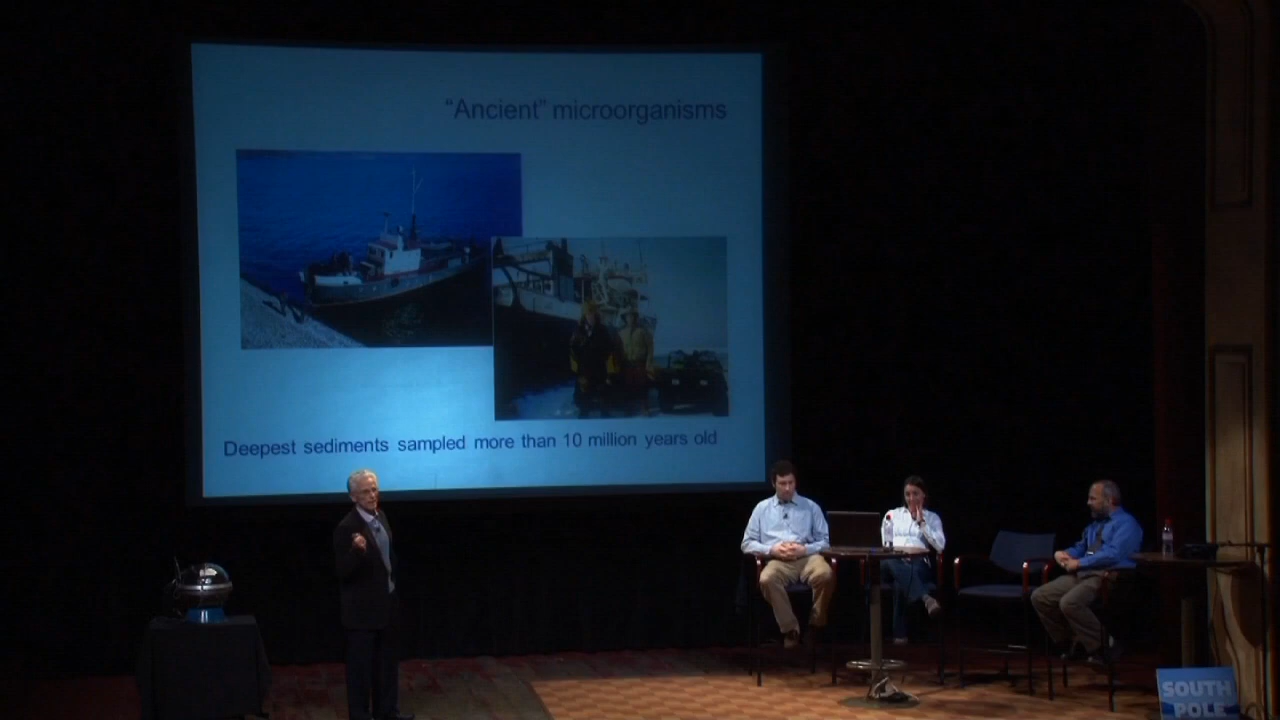 “Ancient” microorganisms
Deepest sediments sampled more than 10 million years old
SOUTH
POLE